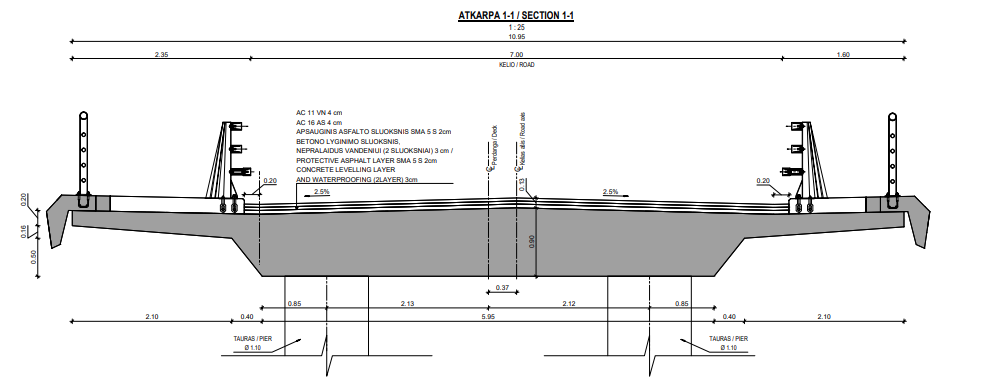 ATKARPA 1-1 / SECTION 1-1
1 : 25
10.95
2.35
7.00
1.60
KELIO / ROAD
AC 11 VN 4 cm
AC 16 AS 4 cm
APSAUGINIS ASFALTO SLUOKSNIS SMA 5 S 2cm
BETONO LYGINIMO SLUOKSNIS,
NEPRALAIDUS VANDENIUI (2 SLUOKSNIAI) 3 cm /
PROTECTIVE ASPHALT LAYER SMA 5 S 2cm
CONCRETE LEVELLING LAYER
AND WATERPROOFING (2LAYER) 3cm
Perdanga / Deck
Kelias ašis / Road axis
0.20
2.5%
0.13
2.5%
0.20
0.20
0.16
0.50
0.90
0.37
0.85
2.13
2.12
0.85
2.10
0.40
5.95
0.40
2.10
TAURAS / PIER
Ø 1.10
TAURAS / PIER
Ø 1.10